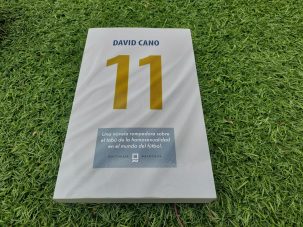 DAVID CANO
11
Una novela rompedora sobre
el tabú de la homosexualidad
en el mundo del fútbol.